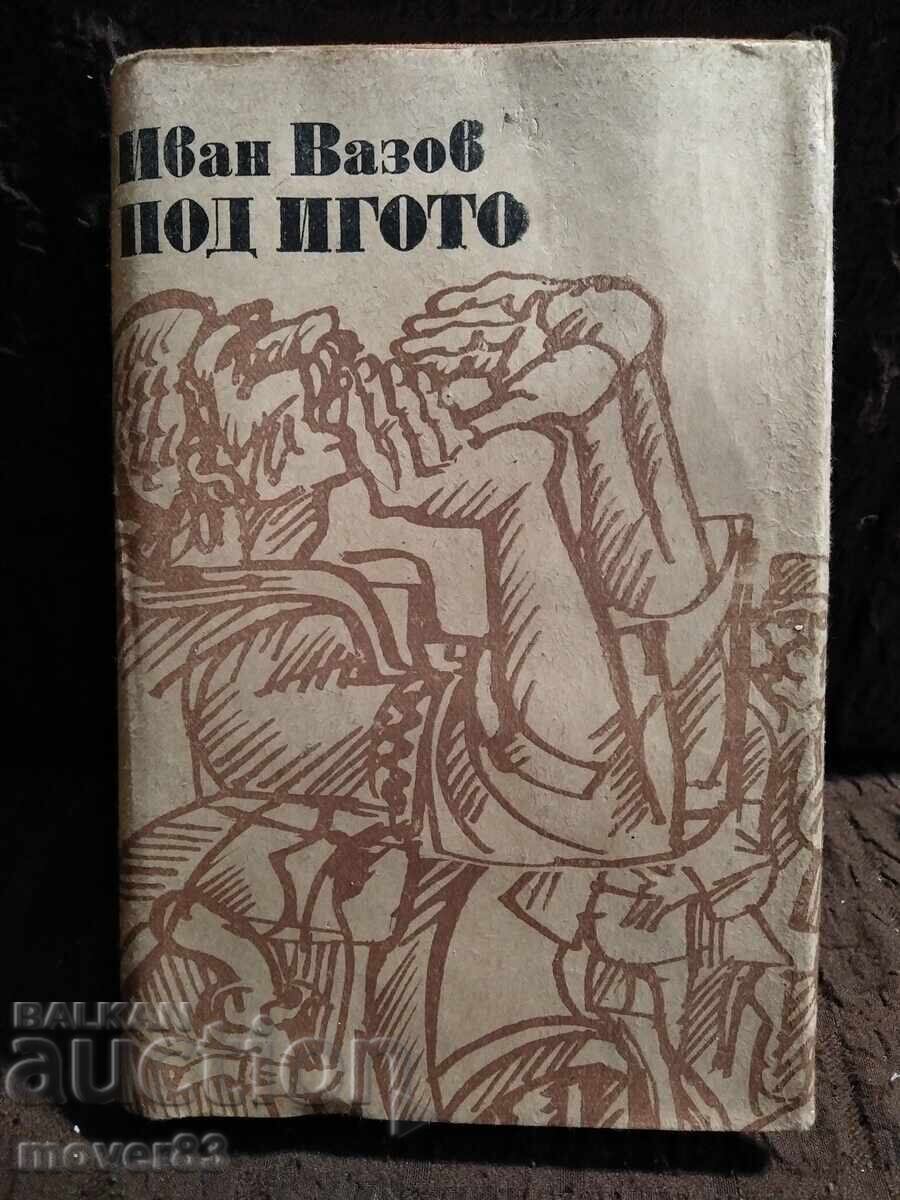 Иван Вазов
ПОД ИГОТО
BALKAN
auction
mover83